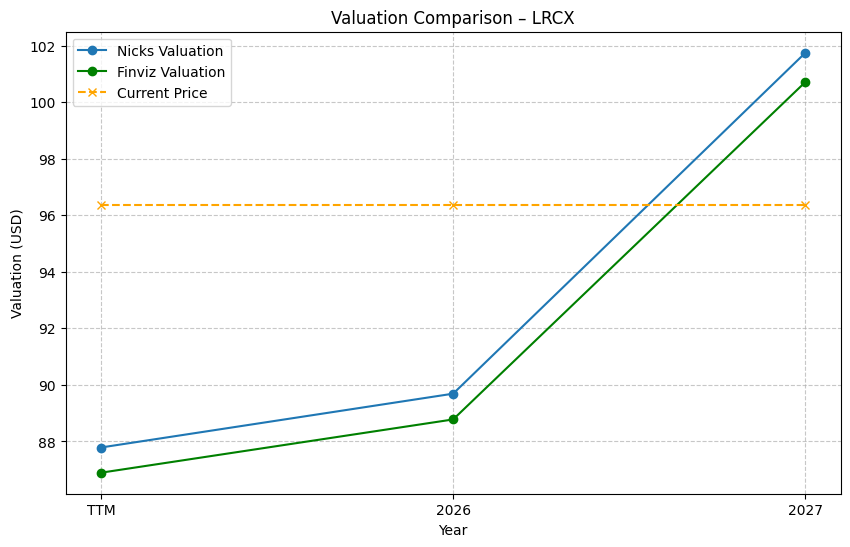 Valuation Comparison – LRCX
Nicks Valuation
Finviz Valuation
Current Price
Valuation (USD)
102
100
98
96
94
92
90
88
TTM
2026
2027
Year